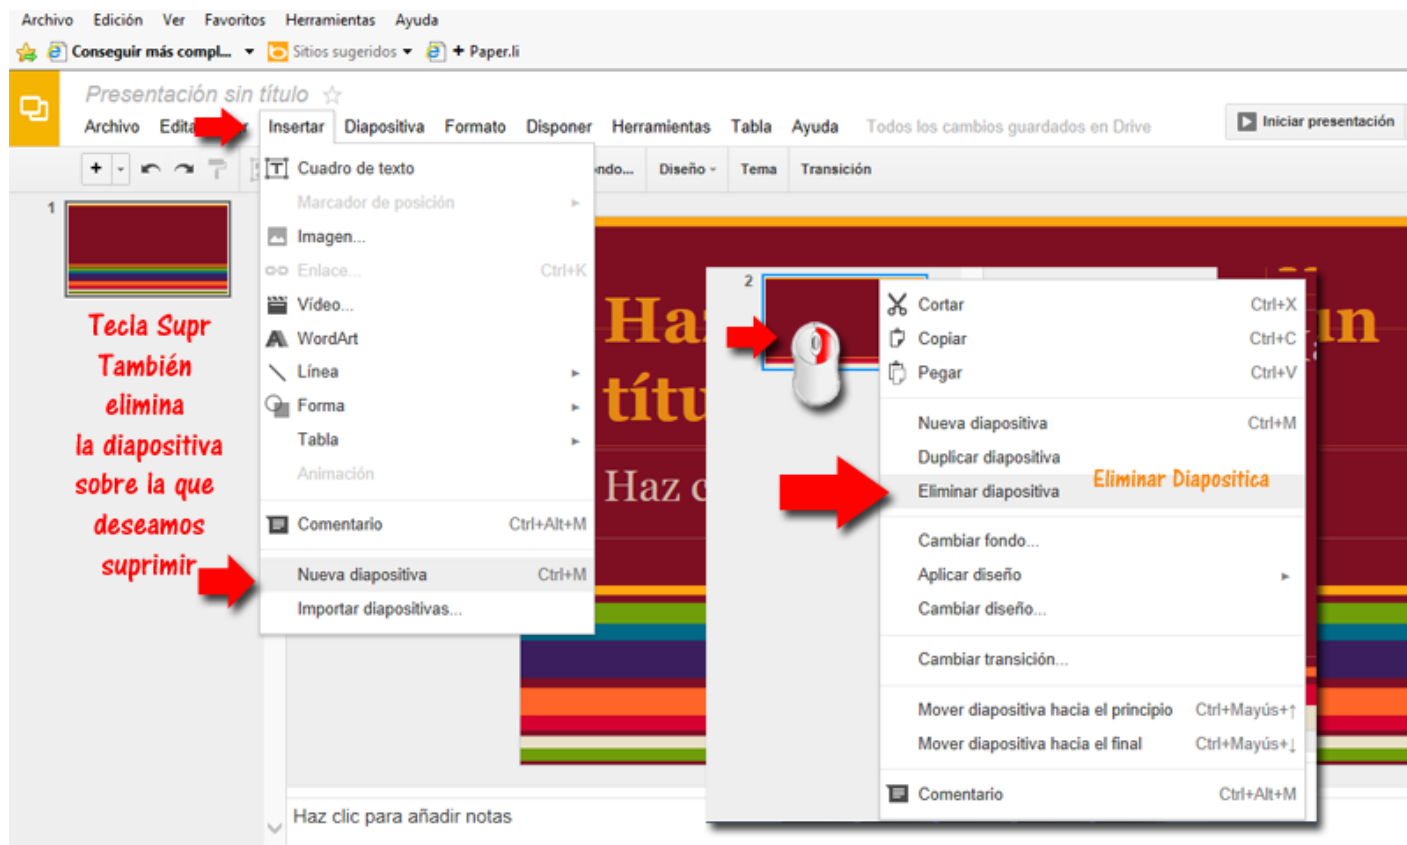 Archivo Edición Ver Favoritos Herramientas Ayuda
Conseguir más compl... Sitios sugeridos + Paper.li
Presentación sin título
Archivo Insertar Diapositiva Formato Disponer Herramientas Tabla Ayuda Todos los cambios guardados en Drive Iniciar presentación
Diseño Tema Transición
1
Tecla Supr
También
elimina
la diapositiva
sobre la que
deseamos
suprimir
Cuadro de texto
Marcador de posición
Imagen...
Enlace... Ctrl+K
Vídeo...
WordArt
Línea
Forma
Tabla
Animación
Comentario Ctrl+Alt+M
Nueva diapositiva Ctrl+M
Importar diapositivas...
Haz
Haz
2
Cortar Ctrl+X
Copiar Ctrl+C
Pegar Ctrl+V
Nueva diapositiva Ctrl+M
Duplicar diapositiva
Eliminar diapositiva Eliminar Diapositica
Cambiar fondo...
Aplicar diseño
Cambiar diseño...
Cambiar transición...
Mover diapositiva hacia el principio Ctrl+Mayús+↑
Mover diapositiva hacia el final Ctrl+Mayús+↓
Comentario Ctrl+Alt+M
Haz clic para añadir notas